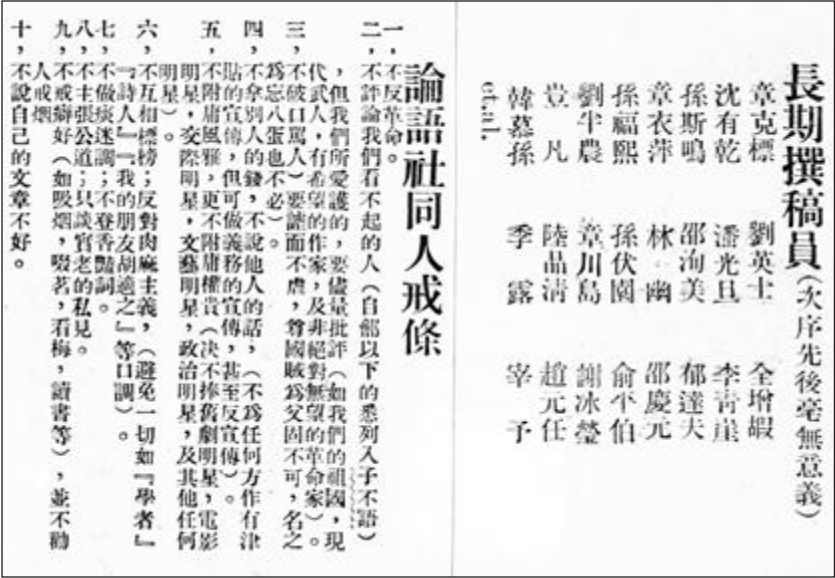 長期撰稿員(次序先後毫無意義)
章克標　劉英士　全增嘏
沈有乾　潘光旦　李青崖
孫斯鳴　邵洵美　郁達夫
章衣萍　林　幽　邵慶元
孫福熙　孫伏園　俞平伯
劉半農　章川島　謝冰瑩
豈　凡　陸晶清　趙元任
韓慕孫　季　露　宰　予
et.al.
論語社同人戒條
一，不反革命。
二，不評論我們看不起的人(自鄶以下的悉列入子不語)
，但我們所愛護的，要儘量批評(如我們的祖國，現
代武人，有希望的作家，及非絕對無望的革命家)。
三，不破口罵人)要謔而不虐，尊國賊爲父固不可，名之
爲忘八蛋也不必)。
四，不拿別人的錢，不說他人的話，(不爲任何方作有津
貼的宣傳，但可做義務的宣傳，甚至反宣傳)。
五，不附庸風雅，更不附庸權貴(决不捧舊劇明星，電影
明星，交際明星，文藝明星，政治明星，及其他任何
明星)。
六，不互相標榜；反對肉麻主義，(避免一切如『學者』
『詩人』『我的朋友胡適之』等口調)。
七，不做痰迷調；不登香豔詞。
八，不主張公道；只談官老的私見。
九，不戒癖好(如吸烟，啜茗，看梅，讀書等)，並不勸
人戒烟
十，不說自己的文章不好。